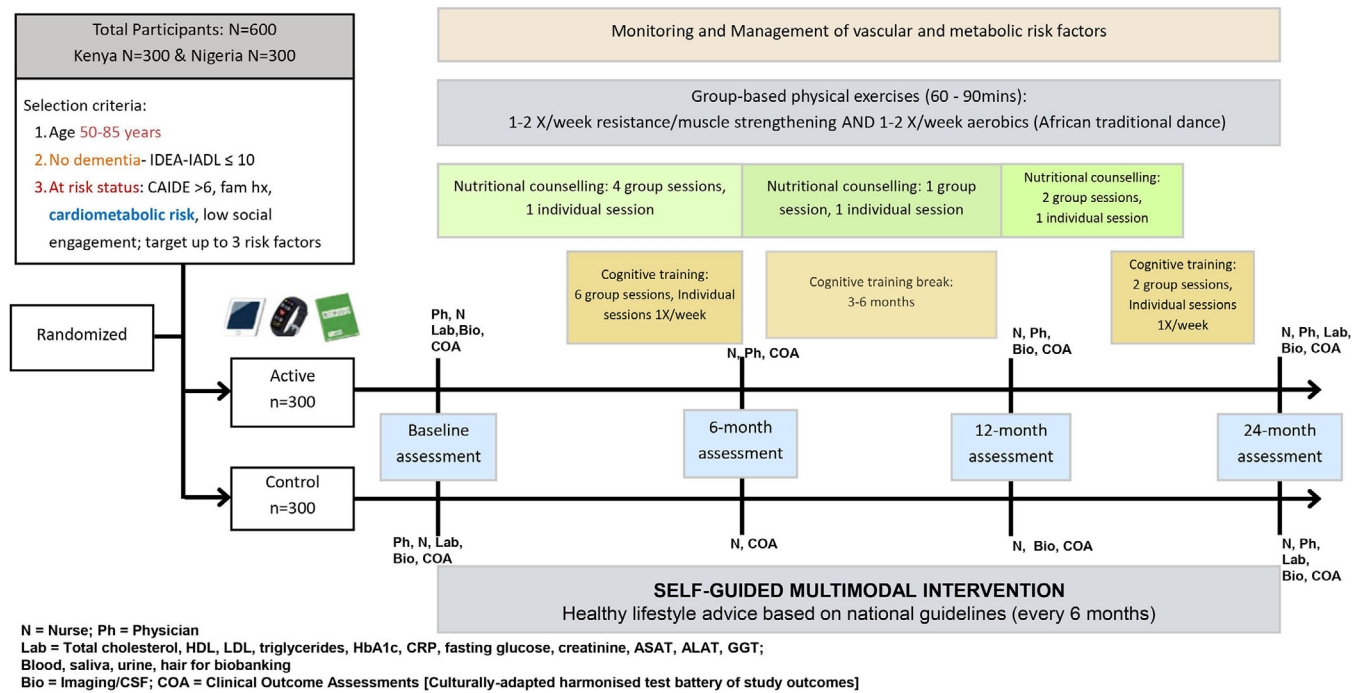 Total Participants: N=600
Kenya N=300 & Nigeria N=300
Selection criteria:
1. Age 50-85 years
2. No dementia- IDEA-IADL ≤ 10
3. At risk status: CAIDE >6, fam hx,
cardiometabolic risk, low social
engagement; target up to 3 risk factors
Randomized
Active
n=300
Control
n=300
Monitoring and Management of vascular and metabolic risk factors
Group-based physical exercises (60 - 90mins):
1-2 X/week resistance/muscle strengthening AND 1-2 X/week aerobics (African traditional dance)
Nutritional counselling: 4 group sessions,
1 individual session
Nutritional counselling: 1 group
session, 1 individual session
Nutritional counselling:
2 group sessions,
1 individual session
Cognitive training:
6 group sessions, Individual
sessions 1X/week
Cognitive training break:
3-6 months
Cognitive training:
2 group sessions,
Individual sessions
1X/week
Ph, N
Lab,Bio,
COA
N, Ph, COA
N, Ph,
Bio, COA
N, Ph, Lab,
Bio, COA
Baseline
assessment
6-month
assessment
12-month
assessment
24-month
assessment
Ph, N, Lab,
Bio, COA
N, COA
N, Bio, COA
N, Ph,
Lab,
Bio, COA
SELF-GUIDED MULTIMODAL INTERVENTION
Healthy lifestyle advice based on national guidelines (every 6 months)
N = Nurse; Ph = Physician
Lab = Total cholesterol, HDL, LDL, triglycerides, HbA1c, CRP, fasting glucose, creatinine, ASAT, ALAT, GGT;
Blood, saliva, urine, hair for biobanking
Bio = Imaging/CSF; COA = Clinical Outcome Assessments [Culturally-adapted harmonised test battery of study outcomes]